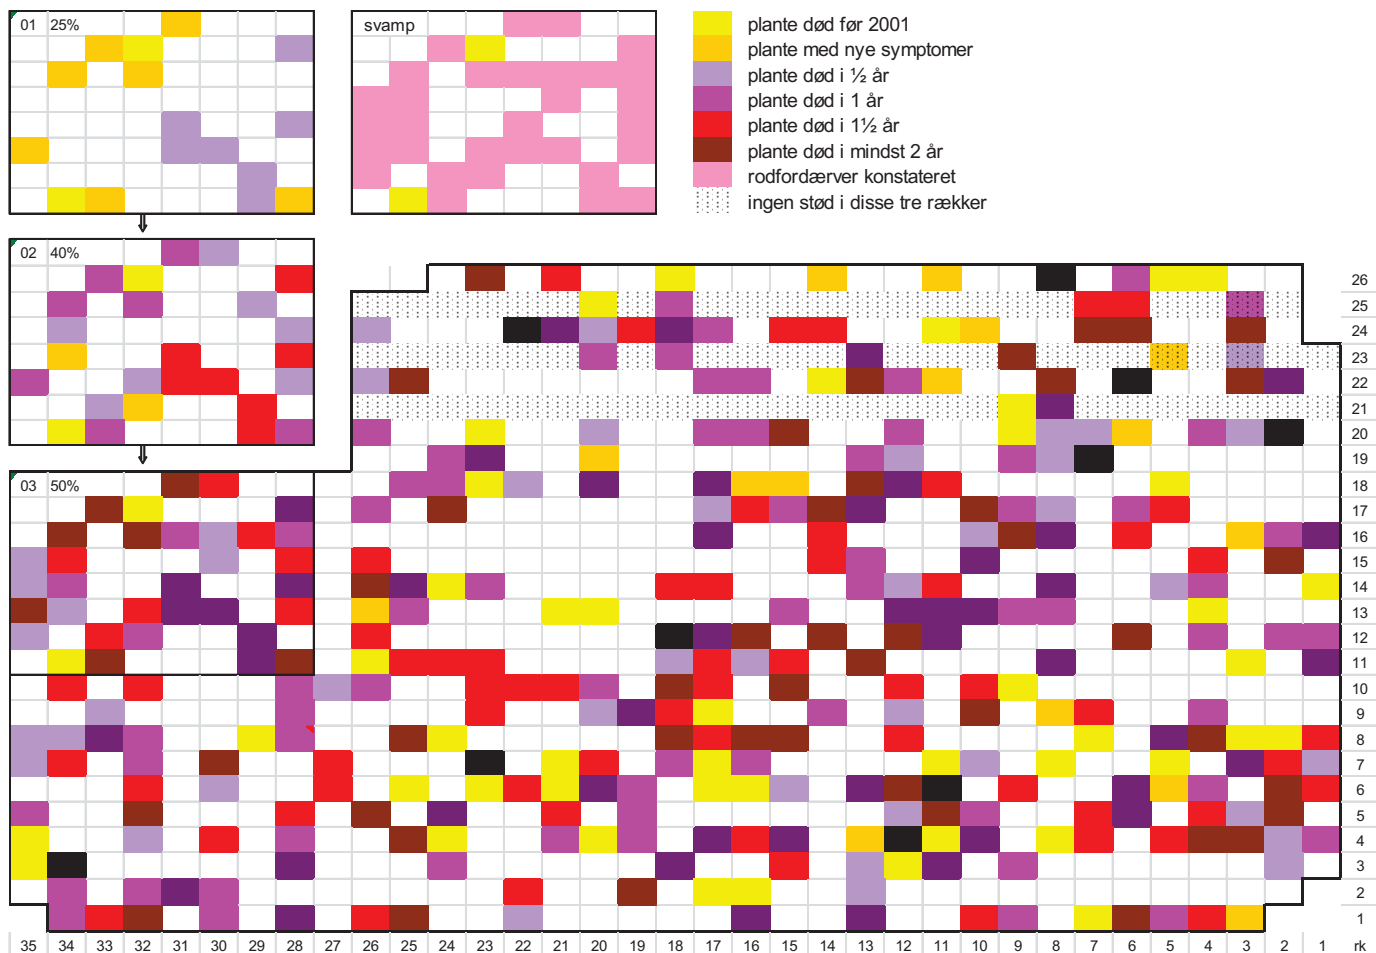 01 25%
svamp
plante død før 2001
plante med nye symptomer
plante død i ½ år
plante død i 1 år
plante død i 1½ år
plante død i mindst 2 år
rodfordærver konstateret
ingen stød i disse tre rækker
02 40%
03 50%
26
25
24
23
22
21
20
19
18
17
16
15
14
13
12
11
10
9
8
7
6
5
4
3
2
1
35 34 33 32 31 30 29 28 27 26 25 24 23 22 21 20 19 18 17 16 15 14 13 12 11 10 9 8 7 6 5 4 3 2 1 rk